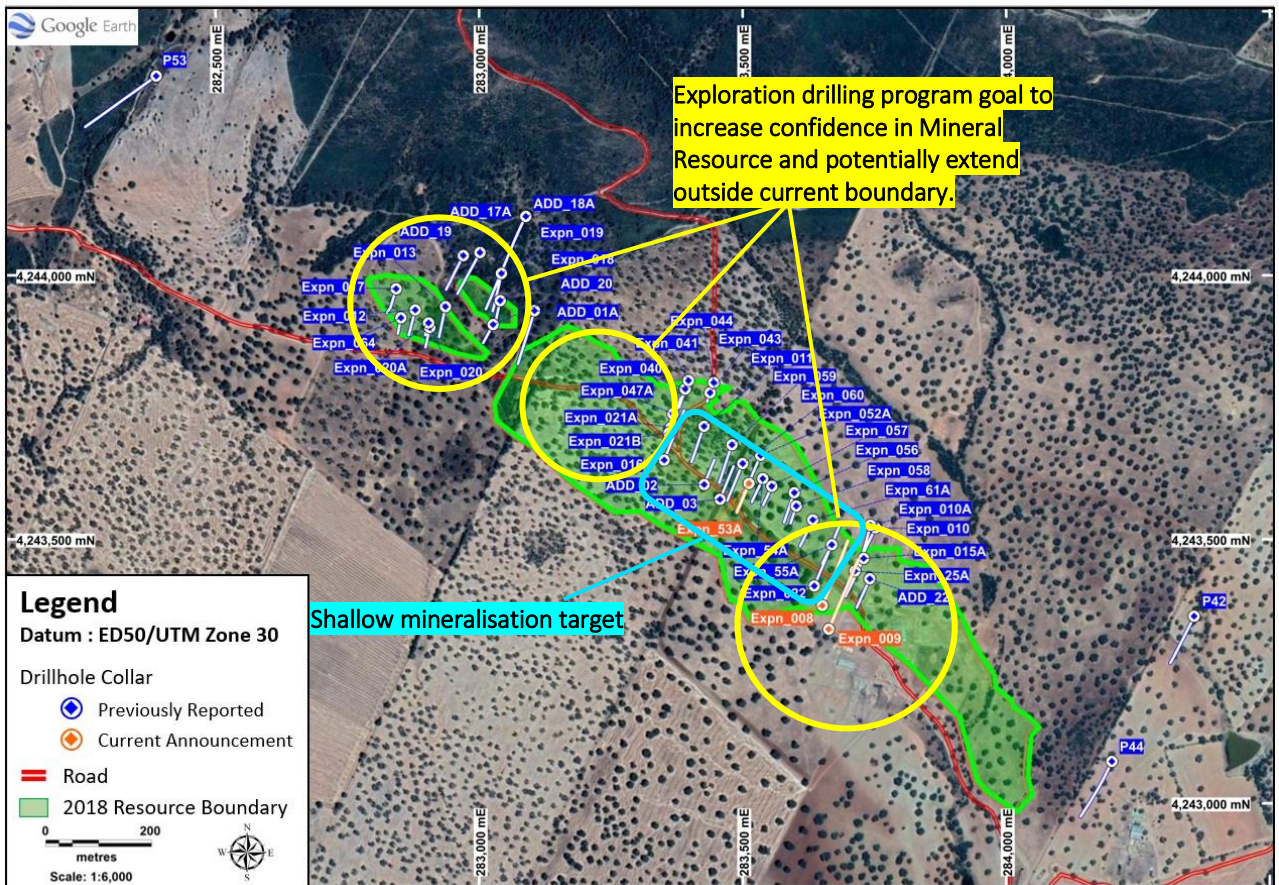 Google Earth
P53
282,500 mE
283,000 mE
3,500 mE
4,000 mE
Exploration drilling program goal to
increase confidence in Mineral
Resource and potentially extend
outside current boundary.
ADD_17A
ADD_18A
ADD_19
Expn_019
Expn_013
Expn_018
4,244,000 mN
4,244,000 mN
ADD_20
Expn_012
ADD_01A
Expn_044
Expn_064
Expn_041
Expn_043
Expn_020A
Expn_020
Expn_040
Expn_011
Expn_059
Expn_047A
Expn_060
Expn_021A
Expn_052A
Expn_057
Expn_021B
Expn_056
Expn_016
Expn_058
ADD_02
Expn_61A
ADD_03
Expn_010A
Expn_53A
Expn_010
4,243,500 mN
4,243,500 mN
Expn_54A
Expn_015A
Expn_55A
Expn_25A
ADD_22
Expn_008
Expn_009
Shallow mineralisation target
P42
P44
Legend
Datum : ED50/UTM Zone 30
Drillhole Collar
Previously Reported
Current Announcement
Road
2018 Resource Boundary
0 200
metres
Scale: 1:6,000
N
W E
S
4,243,000 mN
283,000 mE
283,500 mE
284,000 mE